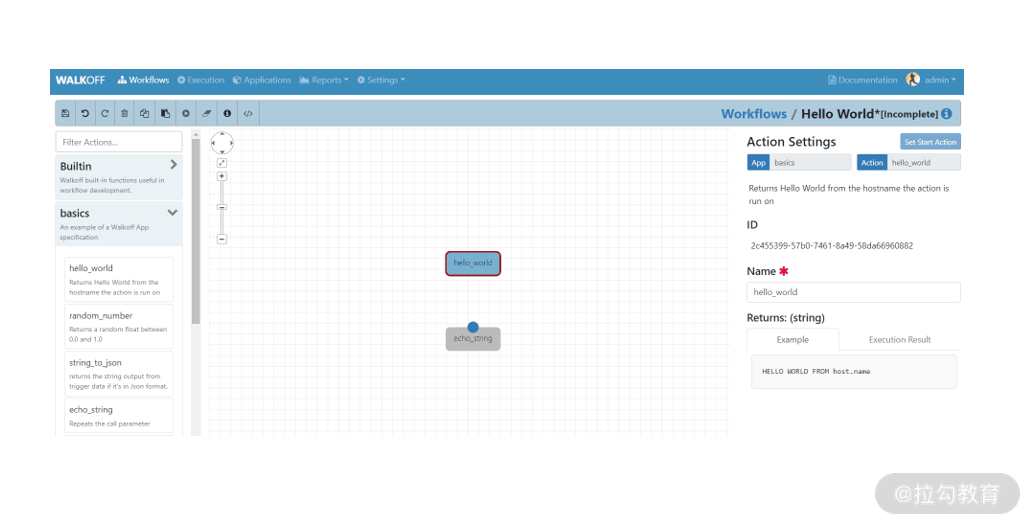 WALKOFF Workflows Execution Applications Reports Settings Documentation admin
Workflows / Hello World*[Incomplete]
Filter Actions...
Builtin
Walkoff built-in functions useful in
workflow development.
basics
An example of a Walkoff App
specification
hello_world
Returns Hello World from the
hostname the action is run on
random_number
Returns a random float between
0.0 and 1.0
string_to_json
returns the string output from
trigger data if it's in Json format.
echo_string
Repeats the call parameter
hello_world
echo_string
Action Settings
Set Start Action
App basics Action hello_world
Returns Hello World from the hostname the action is
run on
ID
2c455399-57b0-7461-8a49-58da66960882
Name *
hello_world
Returns: (string)
Example Execution Result
HELLO WORLD FROM host.name
@拉勾教育